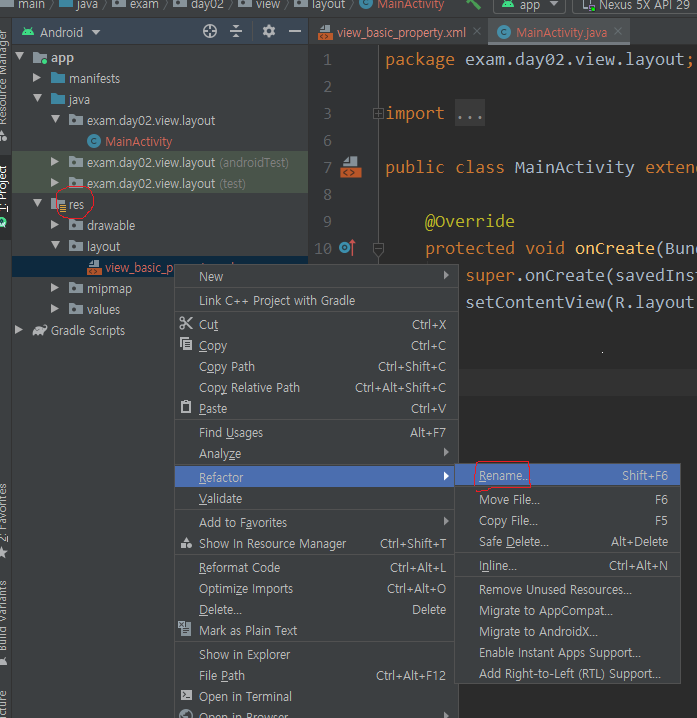 main java exam day02 view layout MainActivity app Nexus 5X API 29
Android
view_basic_property.xml
MainActivity.java
Resource Manager
1: Project
2: Favorites
Build Variants
app
manifests
java
exam.day02.view.layout
MainActivity
exam.day02.view.layout (androidTest)
exam.day02.view.layout (test)
res
drawable
layout
view_basic_p
mipmap
values
Gradle Scripts
1 package exam.day02.view.layout;
2
3 import ...
6
7 public class MainActivity extend
8
9 @Override
10 protected void onCreate(Bun
super.onCreate(savedInst
setContentView(R.layout
New
Link C++ Project with Gradle
Cut Ctrl+X
Copy Ctrl+C
Copy Path Ctrl+Shift+C
Copy Relative Path Ctrl+Alt+Shift+C
Paste Ctrl+V
Find Usages Alt+F7
Analyze
Refactor
Validate
Add to Favorites
Show In Resource Manager Ctrl+Shift+T
Reformat Code Ctrl+Alt+L
Optimize Imports Ctrl+Alt+O
Delete... Delete
Mark as Plain Text
Show in Explorer
File Path Ctrl+Alt+F12
Open in Terminal
Open in Browser
Rename... Shift+F6
Move File... F6
Copy File... F5
Safe Delete... Alt+Delete
Inline... Ctrl+Alt+N
Remove Unused Resources...
Migrate to AppCompat...
Migrate to AndroidX...
Enable Instant Apps Support...
Add Right-to-Left (RTL) Support...